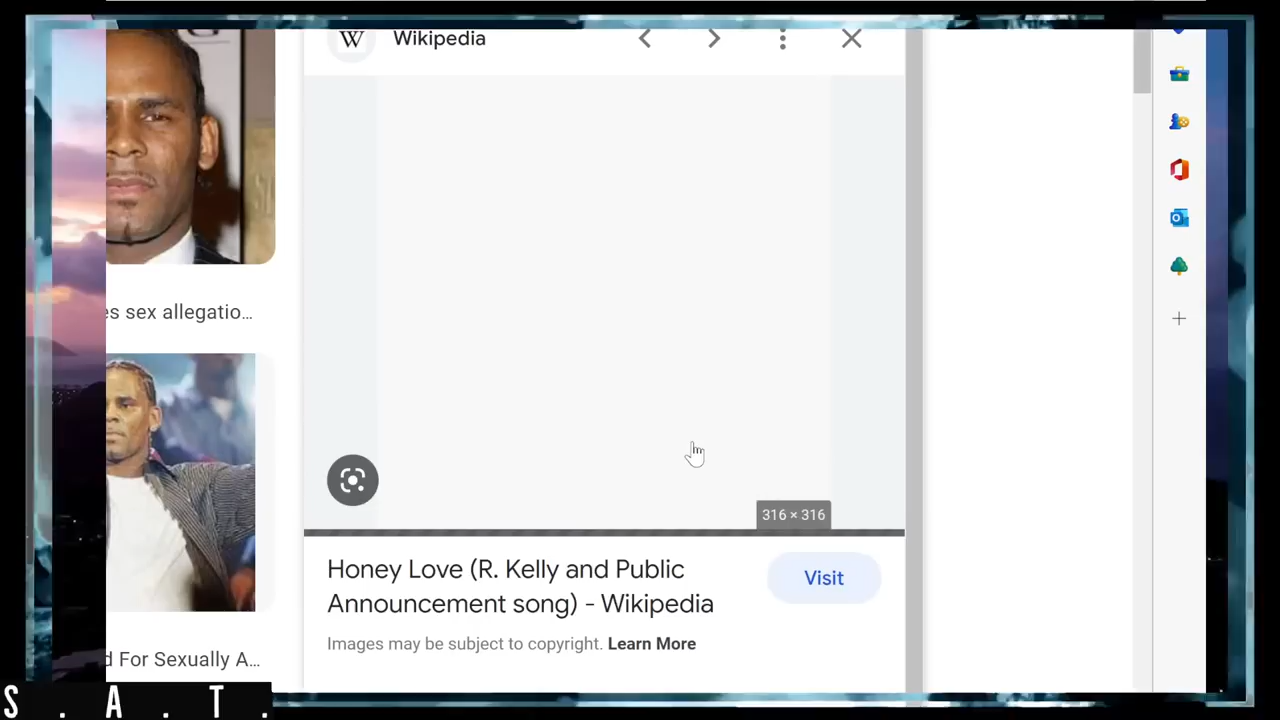 W Wikipedia
es sex allegatio...
316 × 316
Honey Love (R. Kelly and Public
Announcement song) - Wikipedia
Visit
Images may be subject to copyright. Learn More
d For Sexually A...
S . A . T .